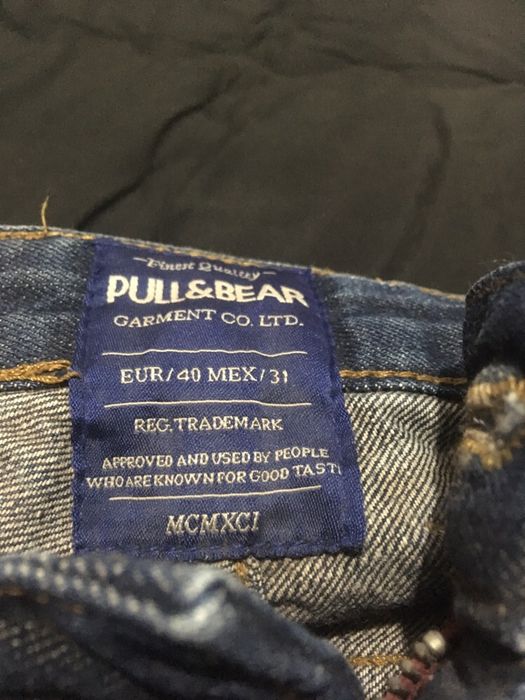 Finest Quality
PULL&BEAR
GARMENT CO. LTD.
EUR/40 MEX/31
REG.TRADEMARK
APPROVED AND USED BY PEOPLE
WHO ARE KNOWN FOR GOOD TAST
MCMXCI